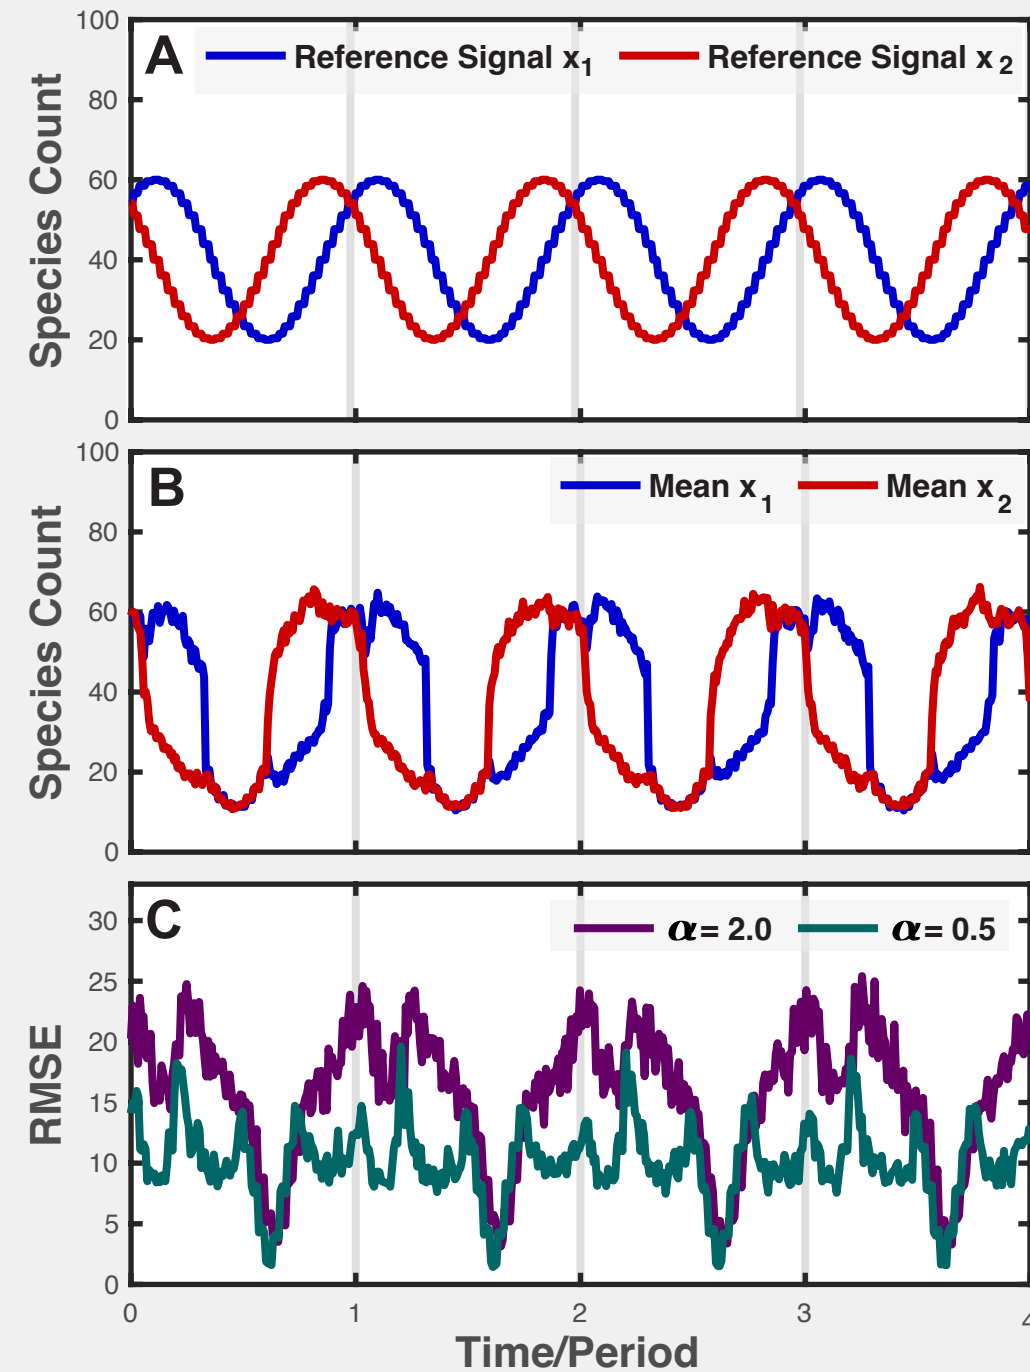 100
A
Reference Signal x1
Reference Signal x2
80
60
40
20
0
Species Count
100
B
Mean x1
Mean x2
80
60
40
20
0
Species Count
C
α = 2.0
α = 0.5
30
25
20
15
10
5
0
RMSE
0
1
2
3
4
Time/Period